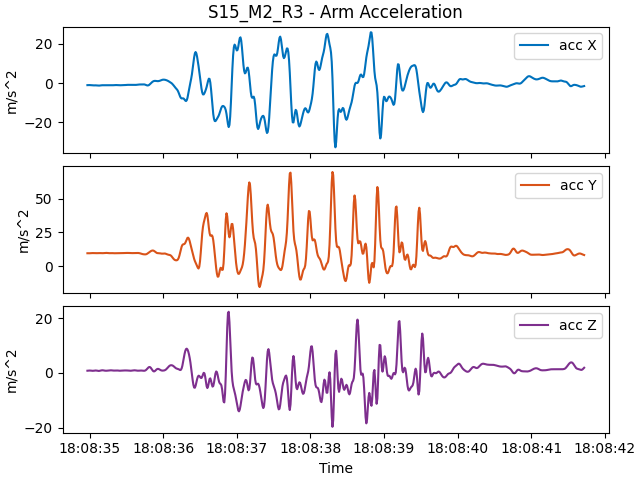 S15_M2_R3 - Arm Acceleration
m/s^2
20
0
−20
acc X
m/s^2
50
25
0
acc Y
m/s^2
20
0
−20
acc Z
18:08:35 18:08:36 18:08:37 18:08:38 18:08:39 18:08:40 18:08:41 18:08:42
Time